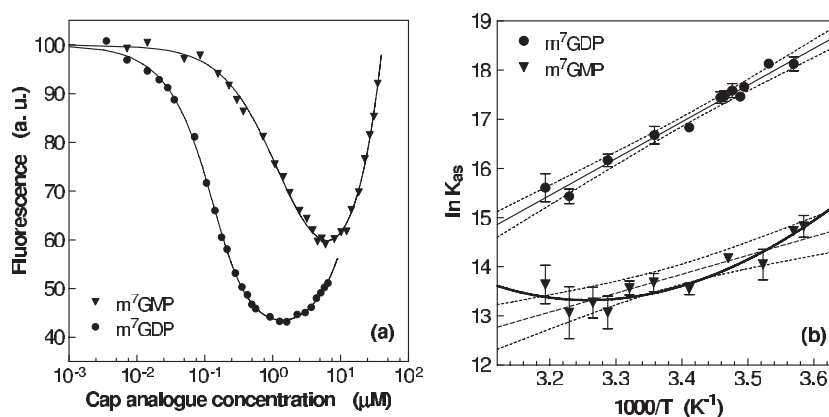 100
90
80
70
60
50
40
Fluorescence (a. u.)
m⁷GMP
m⁷GDP
(a)
10⁻³ 10⁻² 10⁻¹ 10⁰ 10¹ 10²
Cap analogue concentration (μM)
m⁷GDP
m⁷GMP
19
18
17
16
15
14
13
12
ln Kas
(b)
3.2 3.3 3.4 3.5 3.6
1000/T (K⁻¹)